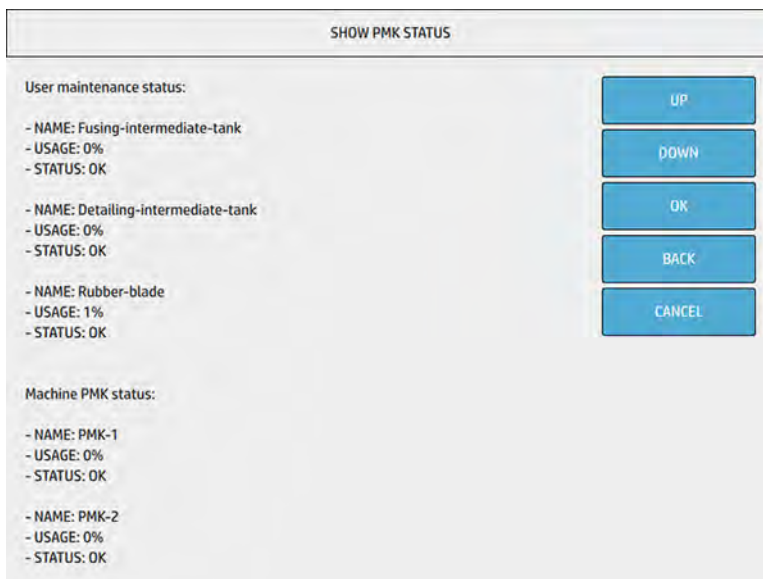 SHOW PMK STATUS
User maintenance status:
- NAME: Fusing-intermediate-tank
- USAGE: 0%
- STATUS: OK
- NAME: Detailing-intermediate-tank
- USAGE: 0%
- STATUS: OK
- NAME: Rubber-blade
- USAGE: 1%
- STATUS: OK
Machine PMK status:
- NAME: PMK-1
- USAGE: 0%
- STATUS: OK
- NAME: PMK-2
- USAGE: 0%
- STATUS: OK
UP
DOWN
OK
BACK
CANCEL